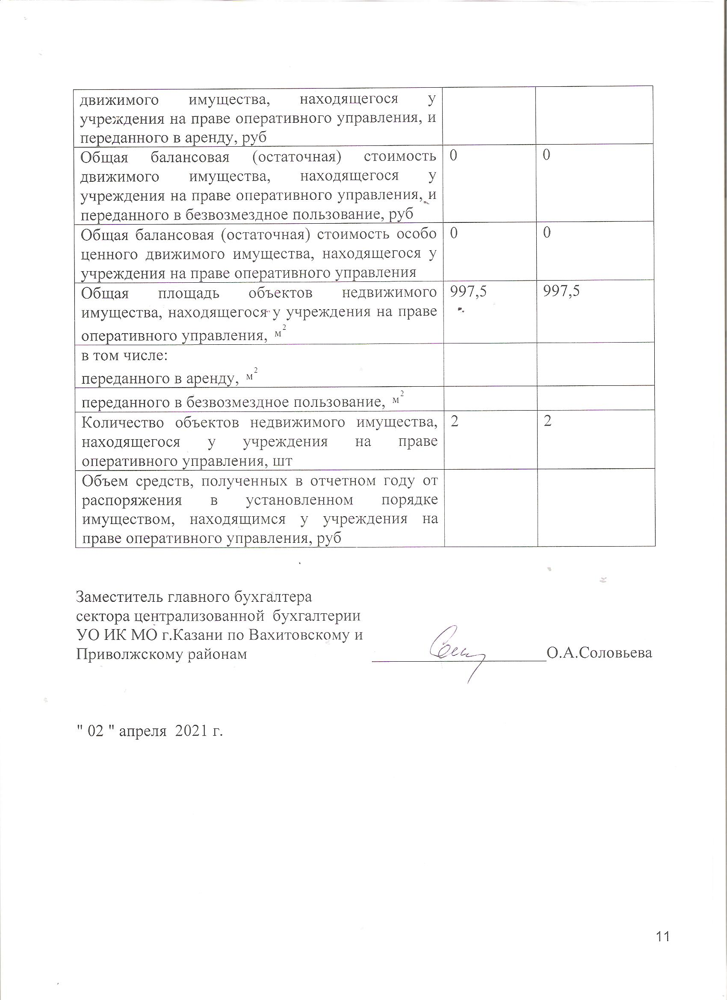 движимого имущества, находящегося у
учреждения на праве оперативного управления, и
переданного в аренду, руб
Общая балансовая (остаточная) стоимость 0 0
движимого имущества, находящегося у
учреждения на праве оперативного управления, и
переданного в безвозмездное пользование, руб
Общая балансовая (остаточная) стоимость особо 0 0
ценного движимого имущества, находящегося у
учреждения на праве оперативного управления
Общая площадь объектов недвижимого 997,5 997,5
имущества, находящегося у учреждения на праве
оперативного управления, м²
в том числе:
переданного в аренду, м²
переданного в безвозмездное пользование, м²
Количество объектов недвижимого имущества, 2 2
находящегося у учреждения на праве
оперативного управления, шт
Объем средств, полученных в отчетном году от
распоряжения в установленном порядке
имуществом, находящимся у учреждения на
праве оперативного управления, руб
Заместитель главного бухгалтера
сектора централизованной бухгалтерии
УО ИК МО г.Казани по Вахитовскому и
Приволжскому районам О.А.Соловьева
" 02 " апреля 2021 г.
11